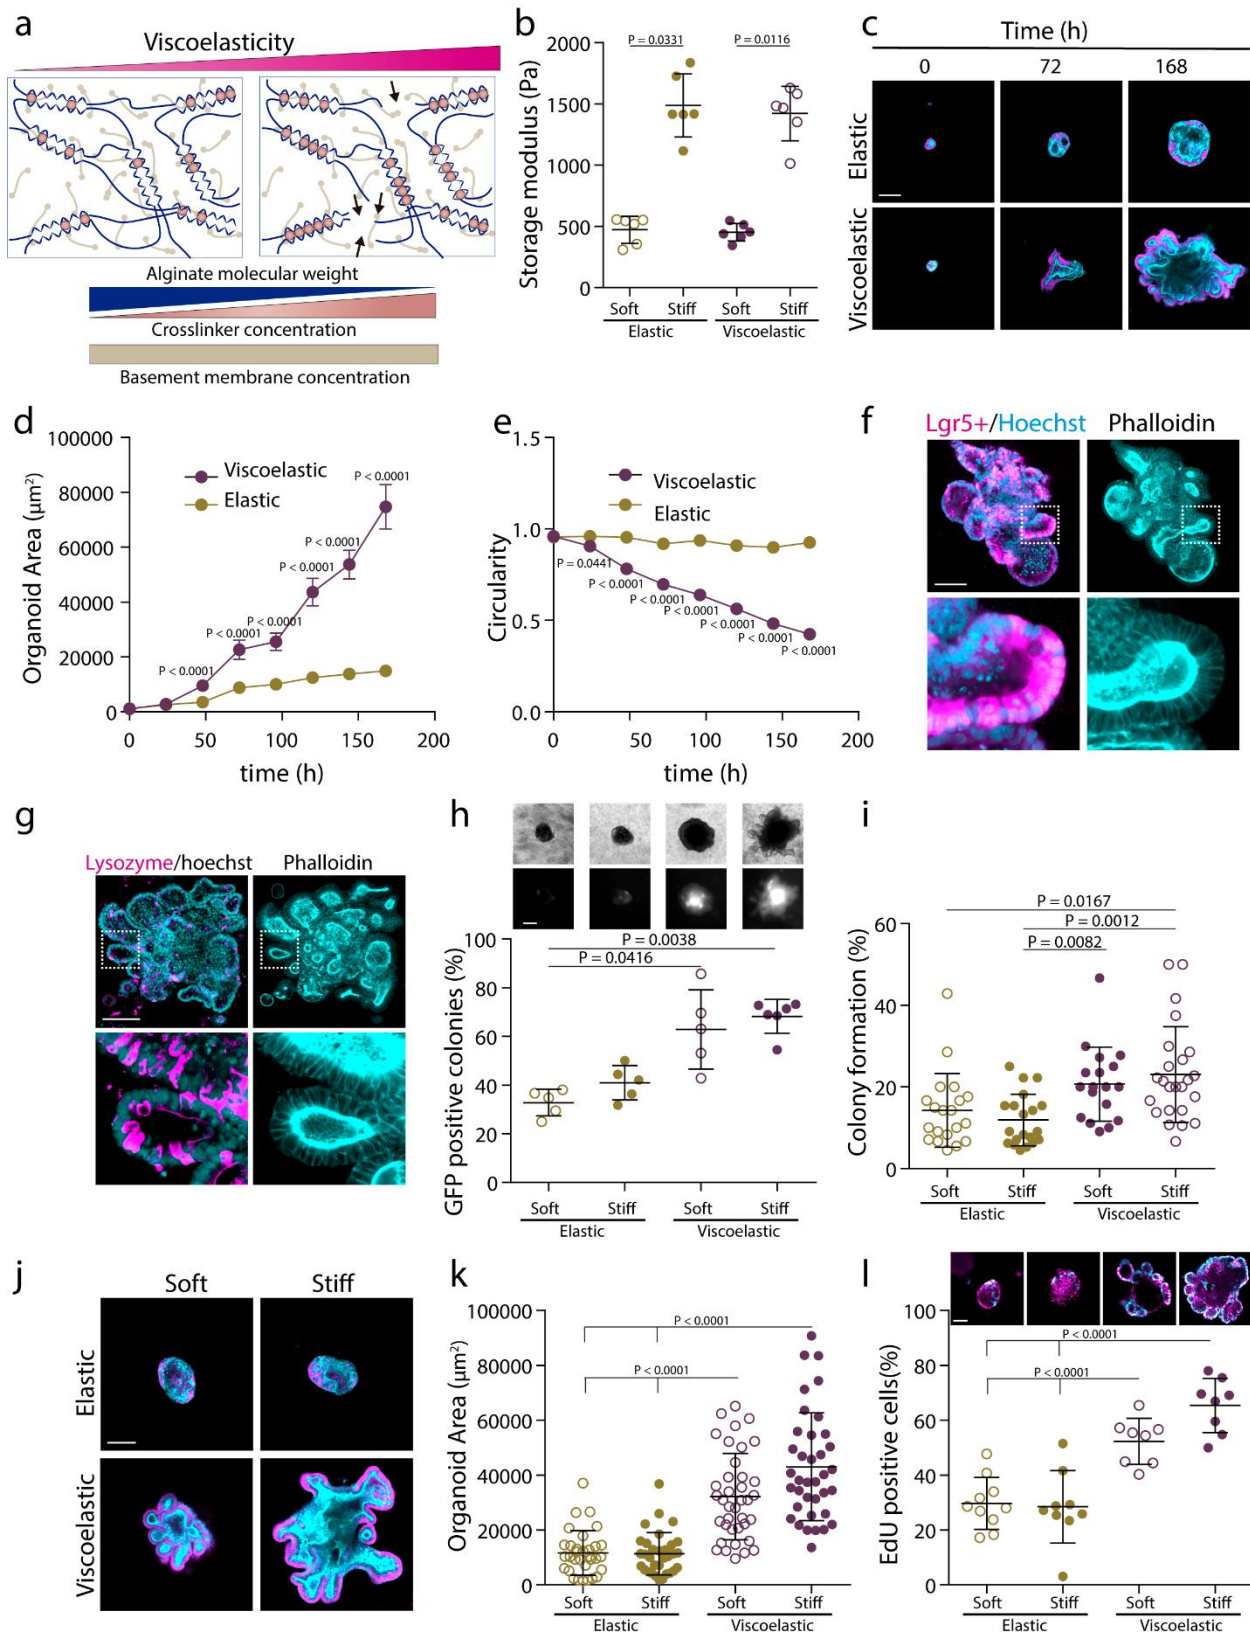 a
Viscoelasticity
Alginate molecular weight
Crosslinker concentration
Basement membrane concentration
b
P = 0.0331
P = 0.0116
2000
1500
1000
500
0
Storage modulus (Pa)
Soft
Stiff
Soft
Stiff
Elastic
Viscoelastic
c
Time (h)
0
72
168
Elastic
Viscoelastic
d
100000
80000
60000
40000
20000
0
Organoid Area (µm²)
Viscoelastic
Elastic
P < 0.0001
P < 0.0001
P < 0.0001
P < 0.0001
P < 0.0001
P < 0.0001
0
50
100
150
200
time (h)
e
1.5
1.0
0.5
0.0
Circularity
Viscoelastic
Elastic
P = 0.0441
P < 0.0001
P < 0.0001
P < 0.0001
P < 0.0001
P < 0.0001
P < 0.0001
0
50
100
150
200
time (h)
f
Lgr5+/Hoechst
Phalloidin
g
Lysozyme/hoechst
Phalloidin
h
P = 0.0038
P = 0.0416
100
80
60
40
20
0
GFP positive colonies (%)
Soft
Stiff
Soft
Stiff
Elastic
Viscoelastic
i
P = 0.0167
P = 0.0012
P = 0.0082
60
40
20
0
Colony formation (%)
Soft
Stiff
Soft
Stiff
Elastic
Viscoelastic
j
Soft
Stiff
Elastic
Viscoelastic
k
P < 0.0001
P < 0.0001
100000
80000
60000
40000
20000
0
Organoid Area (µm²)
Soft
Stiff
Soft
Stiff
Elastic
Viscoelastic
l
P < 0.0001
P < 0.0001
100
80
60
40
20
0
EdU positive cells(%)
Soft
Stiff
Soft
Stiff
Elastic
Viscoelastic